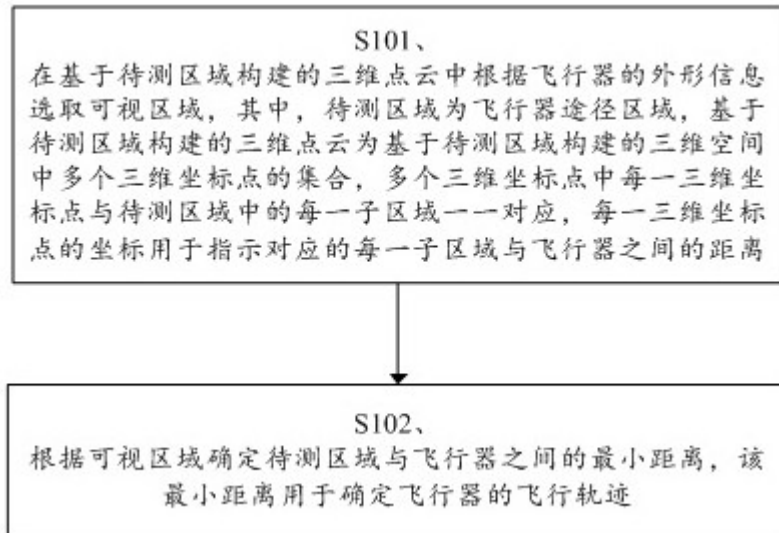 S101、
在基于待测区域构建的三维点云中根据飞行器的外形信息
选取可视区域，其中，待测区域为飞行器途径区域，基于
待测区域构建的三维点云为基于待测区域构建的三维空间
中多个三维坐标点的集合，多个三维坐标点中每一三维坐
标点与待测区域中的每一子区域一一对应，每一三维坐标
点的坐标用于指示对应的每一子区域与飞行器之间的距离
S102、
根据可视区域确定待测区域与飞行器之间的最小距离，该
最小距离用于确定飞行器的飞行轨迹